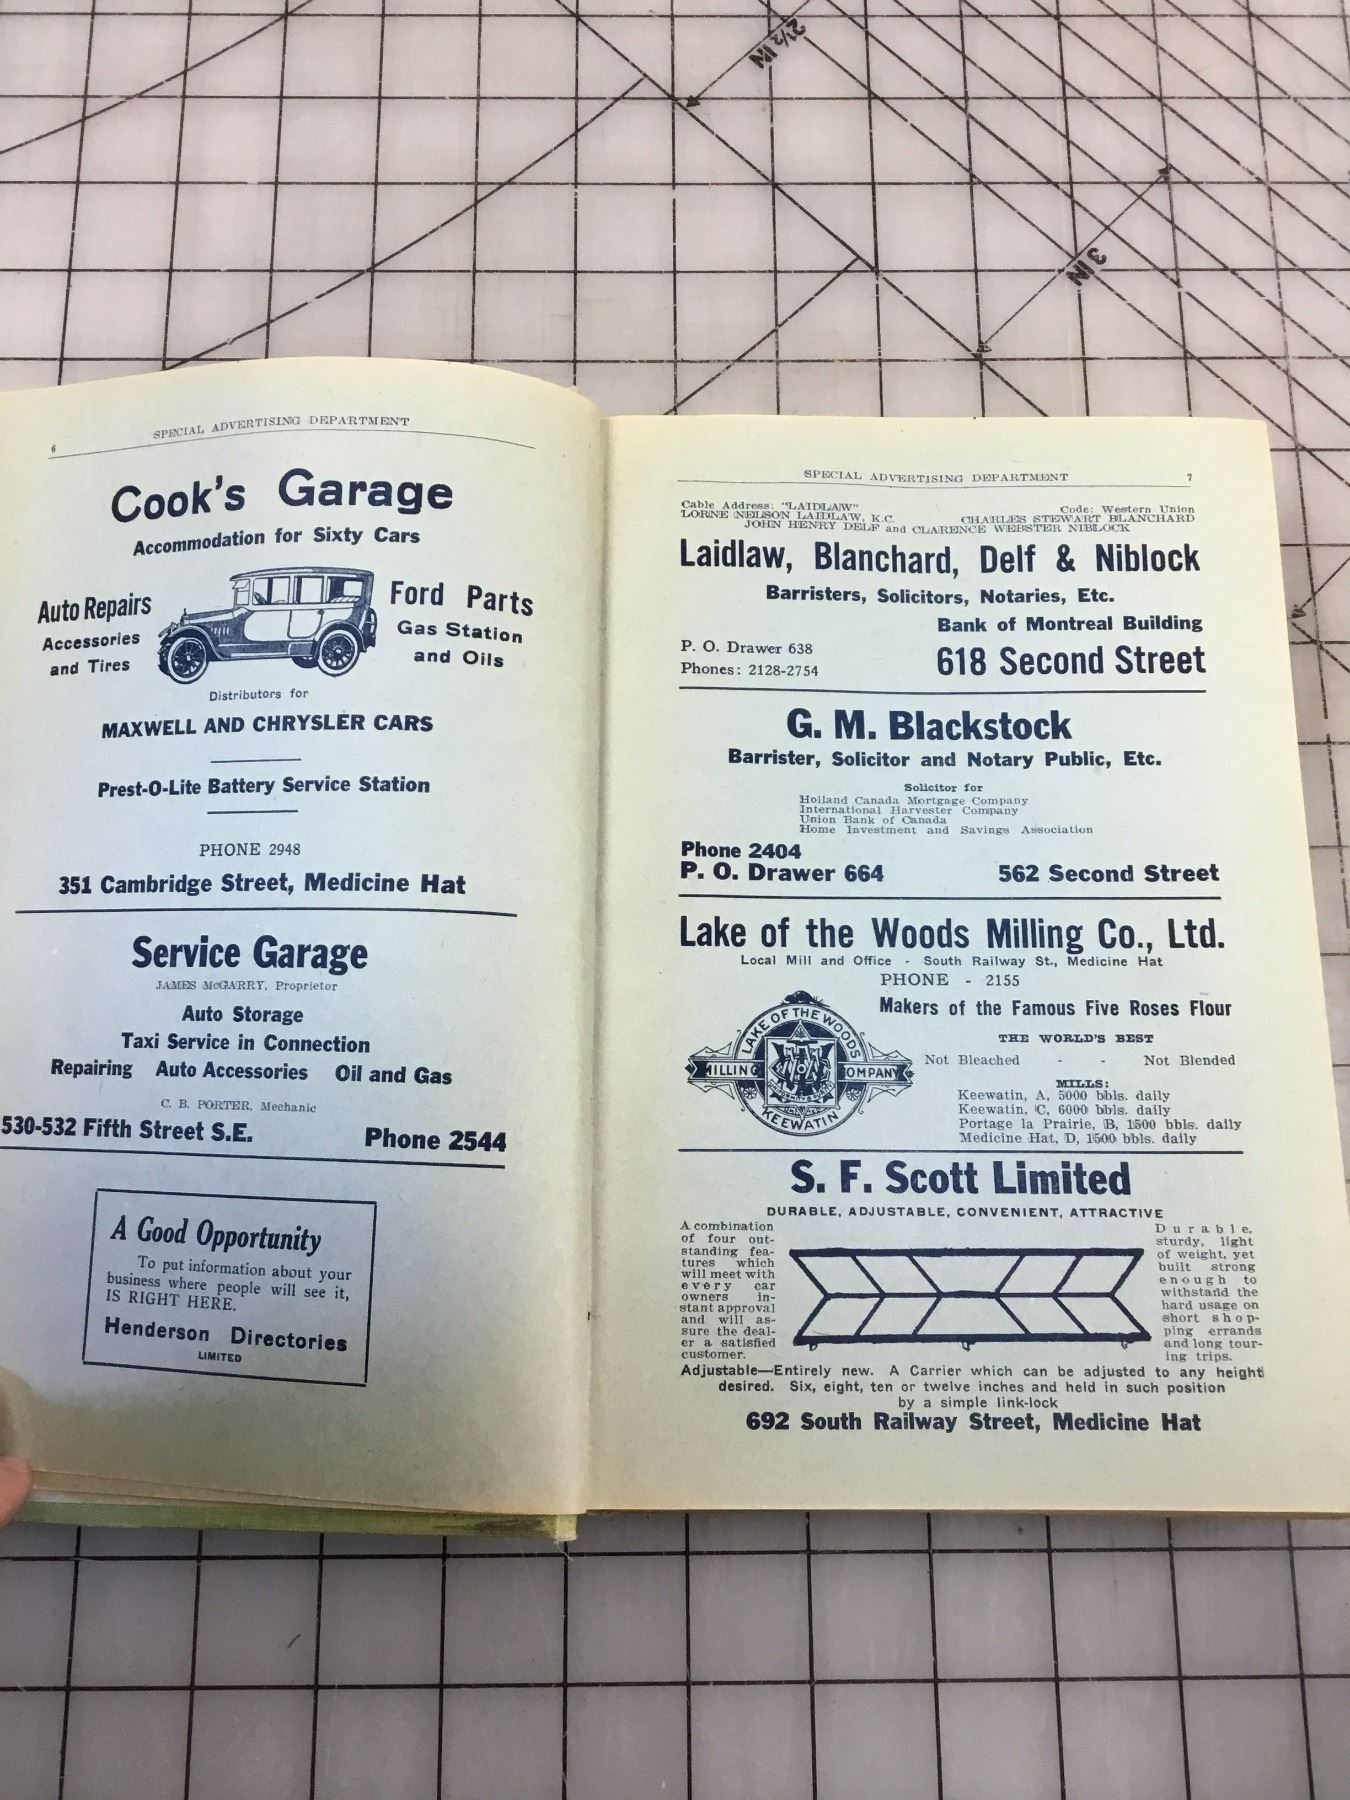 2½ IN
3 IN
6
SPECIAL ADVERTISING DEPARTMENT
Cook's Garage
Accommodation for Sixty Cars
Auto Repairs
Accessories
and Tires
Ford Parts
Gas Station
and Oils
Distributors for
MAXWELL AND CHRYSLER CARS
Prest-O-Lite Battery Service Station
PHONE 2948
351 Cambridge Street, Medicine Hat
Service Garage
JAMES McGARRY, Proprietor
Auto Storage
Taxi Service in Connection
Repairing Auto Accessories Oil and Gas
C. B. PORTER, Mechanic
530-532 Fifth Street S.E. Phone 2544
A Good Opportunity
To put information about your
business where people will see it,
IS RIGHT HERE.
Henderson Directories
LIMITED
SPECIAL ADVERTISING DEPARTMENT 7
Cable Address: "LAIDLAW" Code: Western Union
LORNE NELSON LAIDLAW, K.C. CHARLES STEWART BLANCHARD
JOHN HENRY DELF and CLARENCE WEBSTER NIBLOCK
Laidlaw, Blanchard, Delf & Niblock
Barristers, Solicitors, Notaries, Etc.
Bank of Montreal Building
P. O. Drawer 638
Phones: 2128-2754
618 Second Street
G. M. Blackstock
Barrister, Solicitor and Notary Public, Etc.
Solicitor for
Holland Canada Mortgage Company
International Harvester Company
Union Bank of Canada
Home Investment and Savings Association
Phone 2404
P. O. Drawer 664 562 Second Street
Lake of the Woods Milling Co., Ltd.
Local Mill and Office - South Railway St., Medicine Hat
PHONE - 2155
Makers of the Famous Five Roses Flour
LAKE OF THE WOODS
MILLING COMPANY
KEEWATIN
THE WORLD'S BEST
Not Bleached - - Not Blended
MILLS:
Keewatin, A, 5000 bbls. daily
Keewatin, C, 6000 bbls. daily
Portage la Prairie, B, 1500 bbls. daily
Medicine Hat, D, 1500 bbls. daily
S. F. Scott Limited
DURABLE, ADJUSTABLE, CONVENIENT, ATTRACTIVE
A combination
of four out-
standing fea-
tures which
will meet with
every car
owners in-
stant approval
and will as-
sure the deal-
er a satisfied
customer.
Durable,
sturdy, light
of weight, yet
built strong
enough to
withstand the
hard usage on
short shop-
ping errands
and long tour-
ing trips.
Adjustable—Entirely new. A Carrier which can be adjusted to any height
desired. Six, eight, ten or twelve inches and held in such position
by a simple link-lock
692 South Railway Street, Medicine Hat